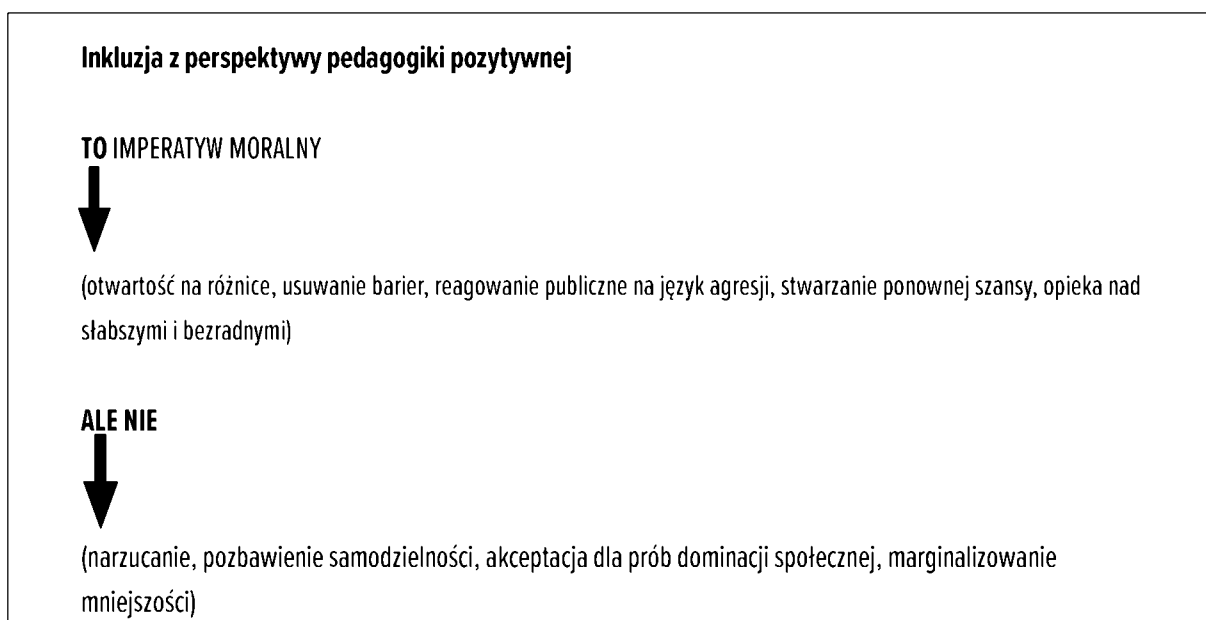 Inkluzja z perspektywy pedagogiki pozytywnej
TO IMPERATYW MORALNY
(otwartość na różnice, usuwanie barier, reagowanie publiczne na język agresji, stwarzanie ponownej szansy, opieka nad
słabszymi i bezradnymi)
ALE NIE
(narzucanie, pozbawienie samodzielności, akceptacja dla prób dominacji społecznej, marginalizowanie
mniejszości)